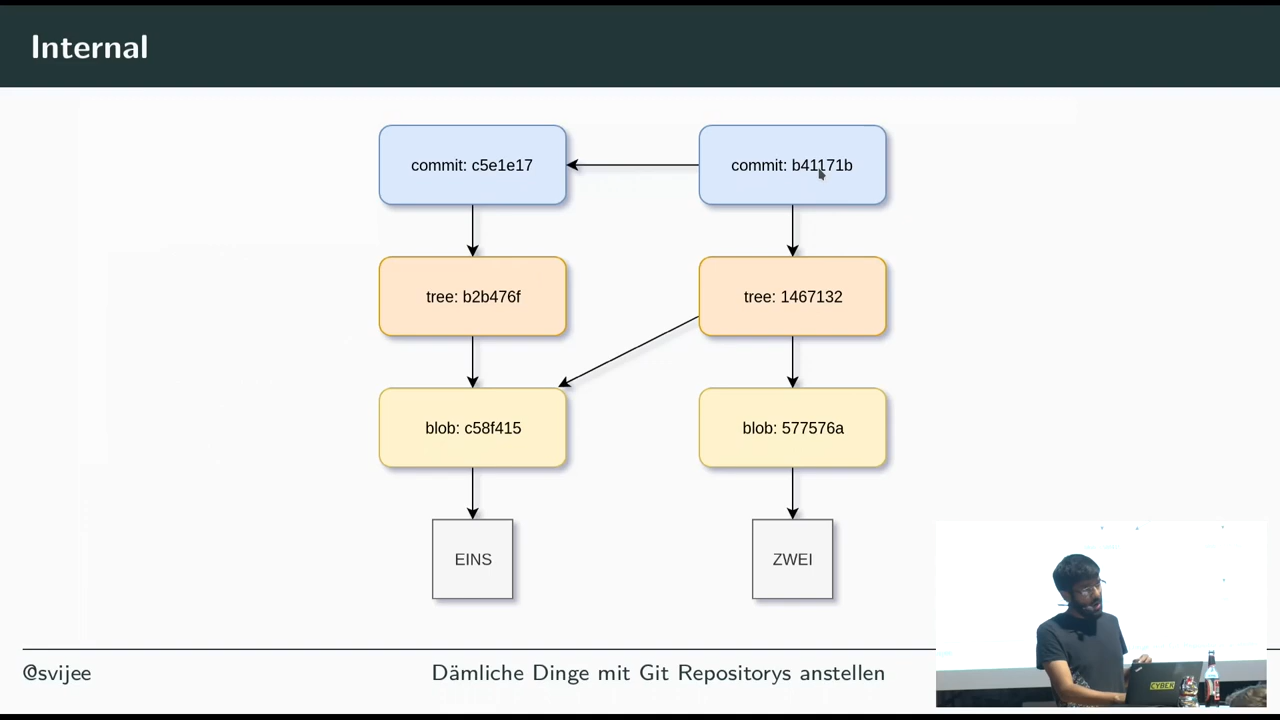 Internal
commit: c5e1e17
commit: b41171b
tree: b2b476f
tree: 1467132
blob: c58f415
blob: 577576a
EINS
ZWEI
@svijee
Dämliche Dinge mit Git Repositorys anstellen
CYBER